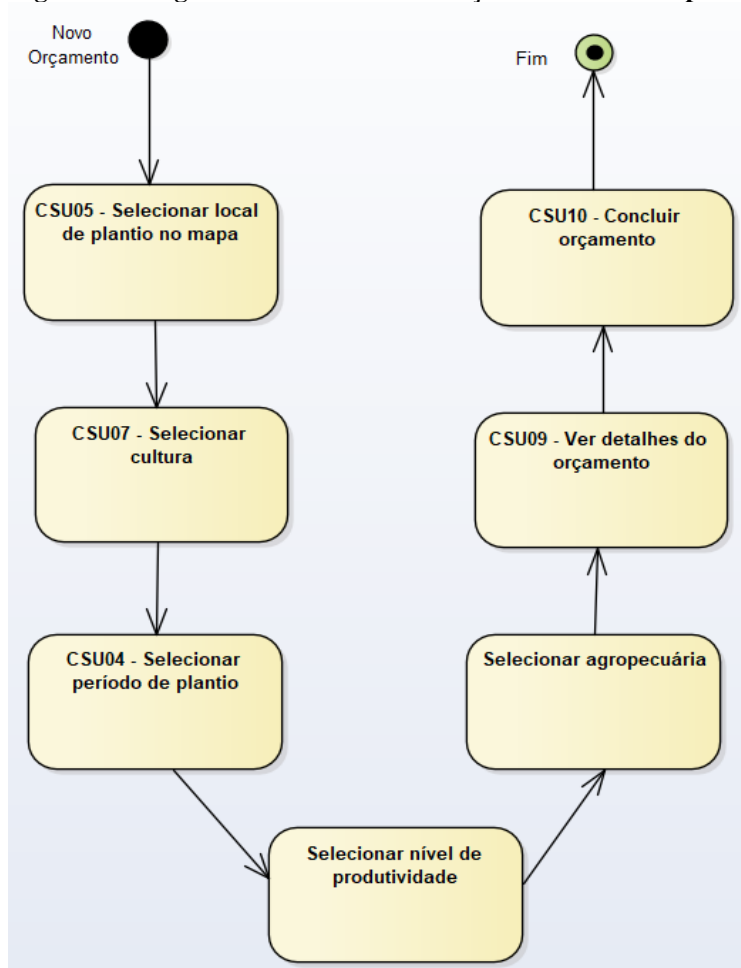 Novo
Orçamento
CSU05 - Selecionar local
de plantio no mapa
CSU07 - Selecionar
cultura
CSU04 - Selecionar
período de plantio
Selecionar nível de
produtividade
Selecionar agropecuária
CSU09 - Ver detalhes do
orçamento
CSU10 - Concluir
orçamento
Fim